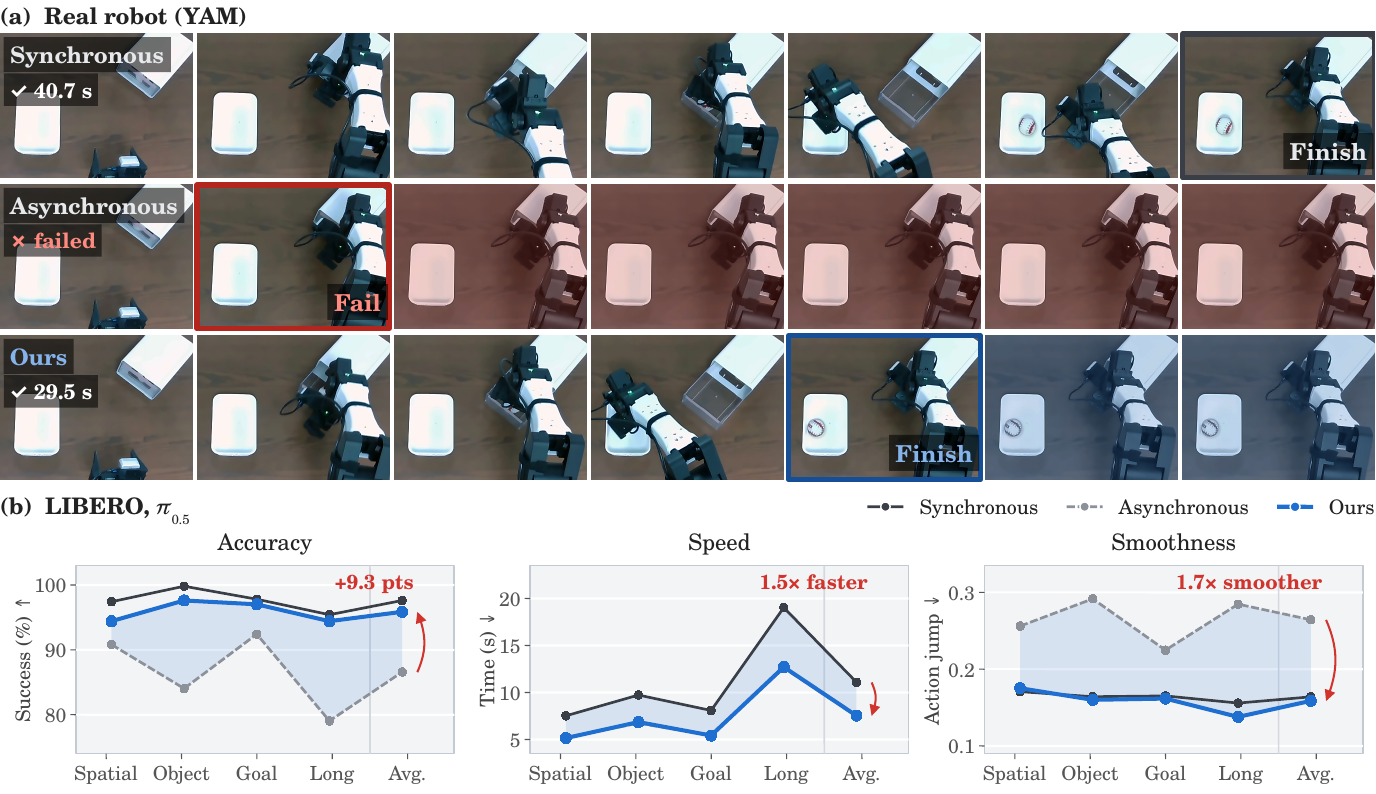 (a) Real robot (YAM)
Synchronous
✓ 40.7 s
Finish
Asynchronous
× failed
Fail
Ours
✓ 29.5 s
Finish
(b) LIBERO, π0.5
Synchronous Asynchronous Ours
Accuracy
Speed
Smoothness
+9.3 pts
1.5× faster
1.7× smoother
Success (%) ↑
100
90
80
Spatial Object Goal Long Avg.
Time (s) ↓
20
15
10
5
Spatial Object Goal Long Avg.
Action jump ↓
0.3
0.2
0.1
Spatial Object Goal Long Avg.